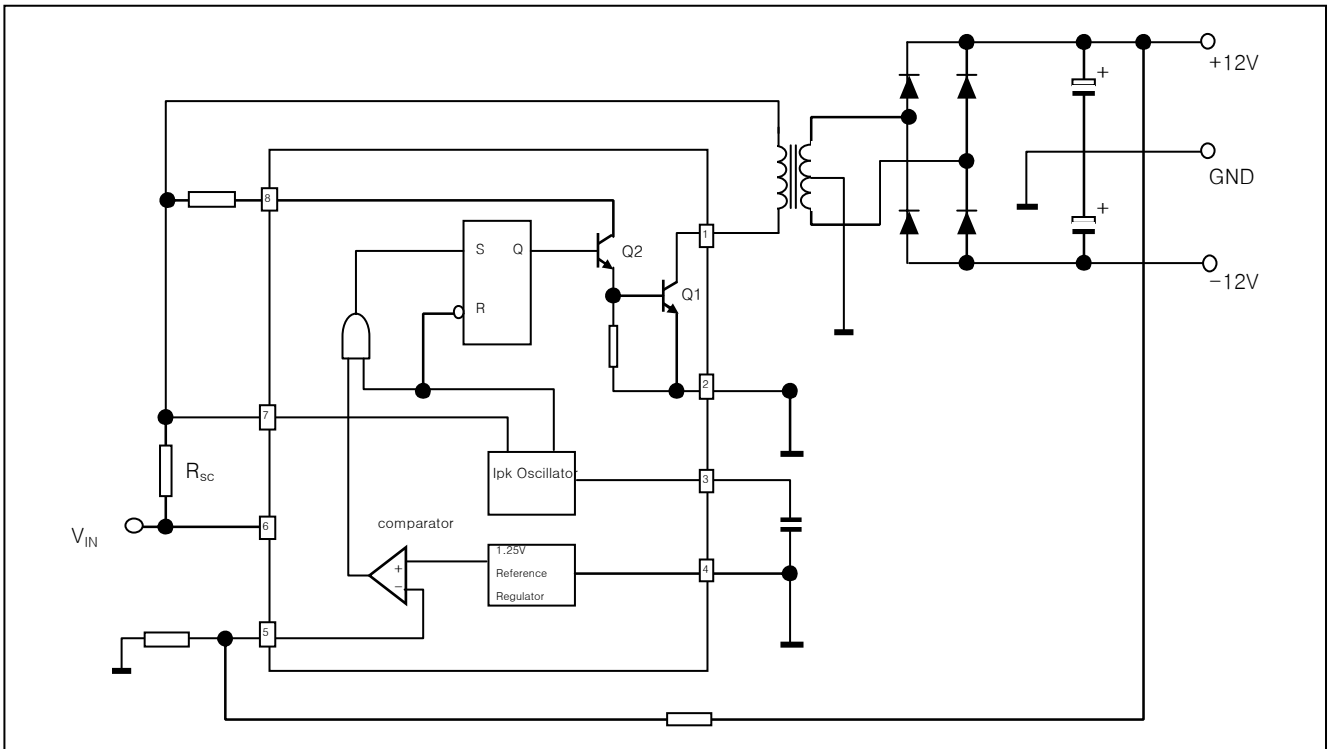 +12V
+
GND
8
S
Q
Q2
1
+
Q1
−12V
R
2
7
Rsc
Ipk Oscillator
3
comparator
VIN
6
1.25V
+
Reference
4
−
Regulator
5